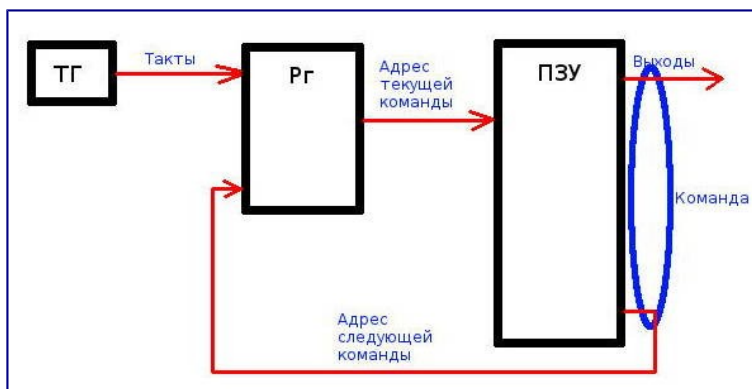 ТГ
Такты
Рг
Адрес
текущей
команды
ПЗУ
Выходы
Команда
Адрес
следующей
команды